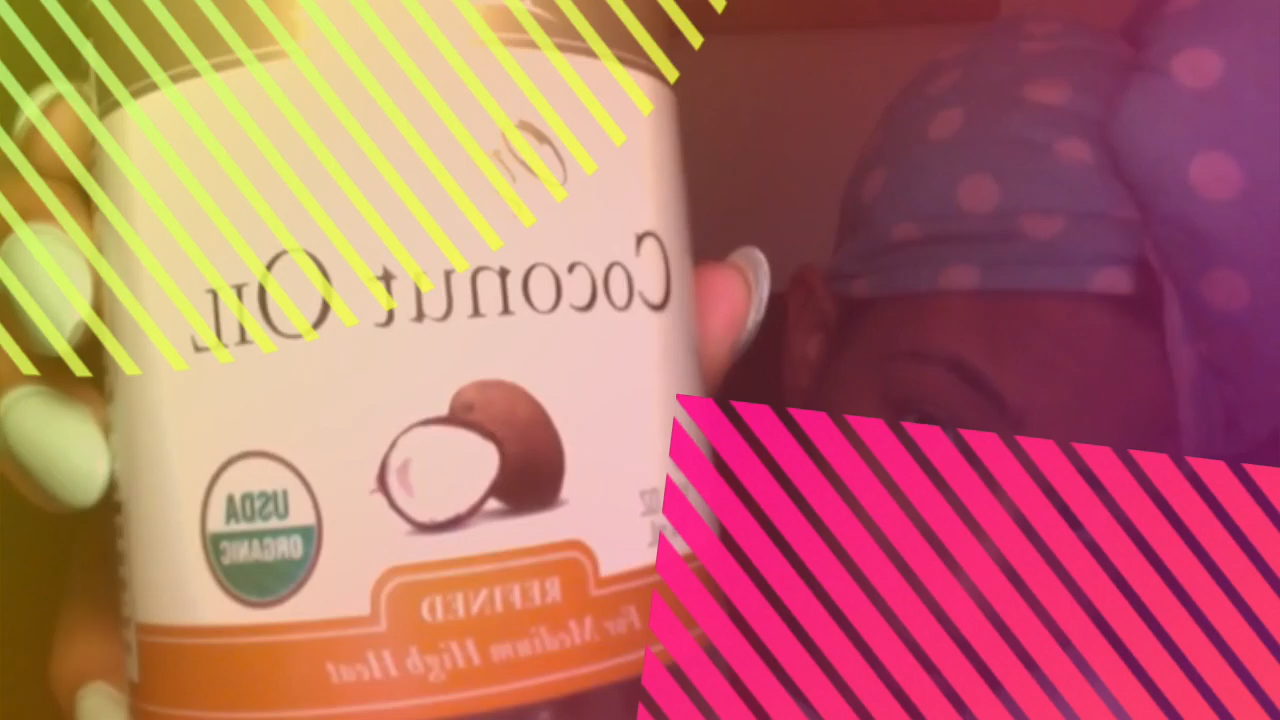 Coconut Oil
USDA
ORGANIC
REFINED
For Medium High Heat